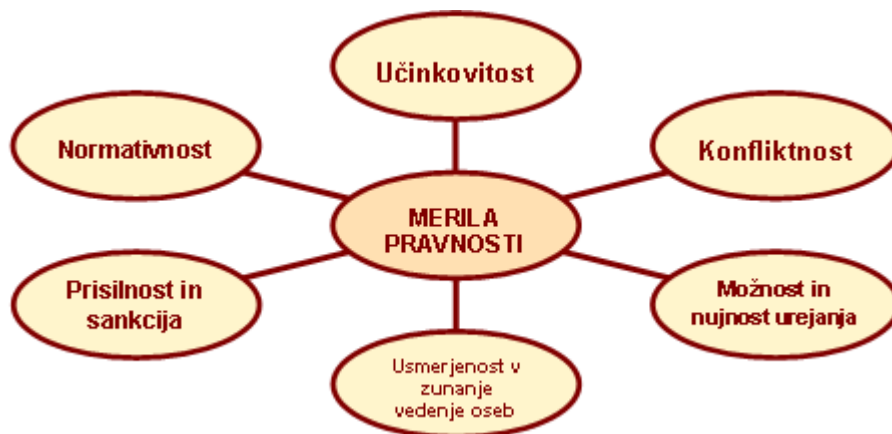 Učinkovitost
Normativnost
Konfliktnost
MERILA
PRAVNOSTI
Prisilnost in
sankcija
Možnost in
nujnost urejanja
Usmerjenost v
zunanje
vedenje oseb